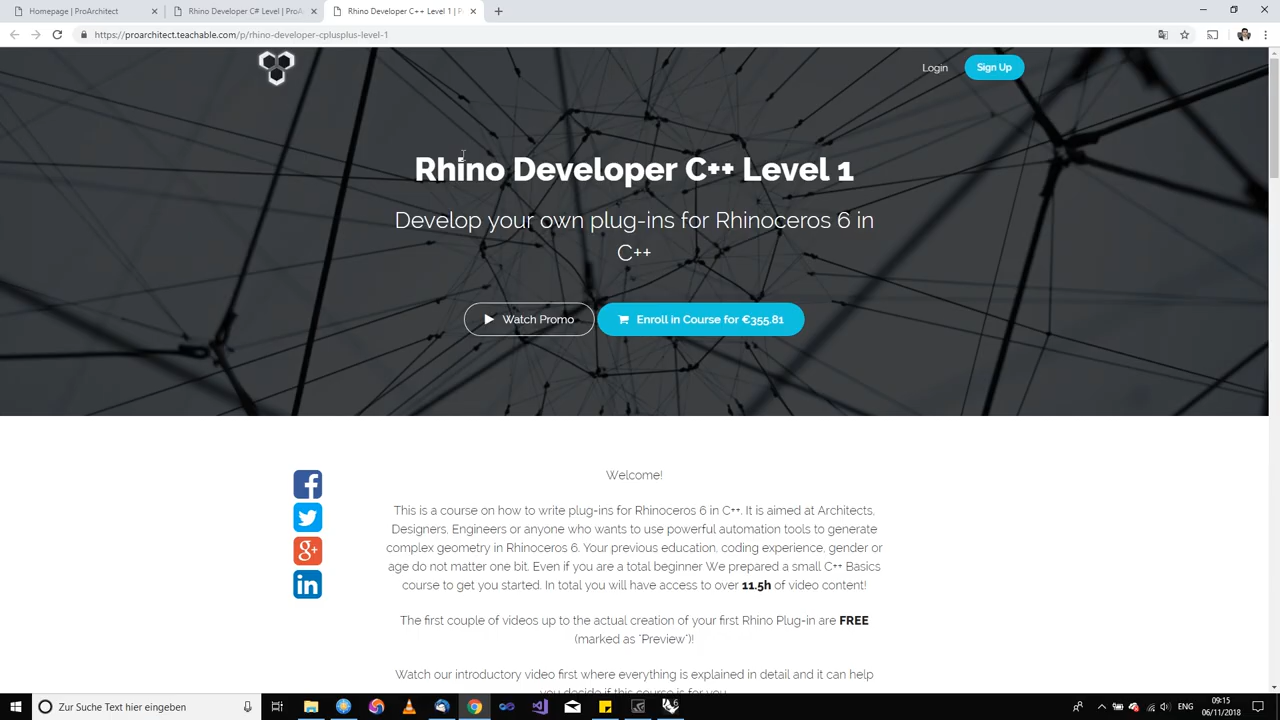 Homepage | ProArchitect
Rhino Developer C# Level | ProA
Rhino Developer C++ Level 1 | P
https://proarchitect.teachable.com/p/rhino-developer-cplusplus-level-1
Login
Sign Up
Rhino Developer C++ Level 1
Develop your own plug-ins for Rhinoceros 6 in
C++
Watch Promo
Enroll in Course for €355.81
Welcome!
This is a course on how to write plug-ins for Rhinoceros 6 in C++. It is aimed at Architects,
Designers, Engineers or anyone who wants to use powerful automation tools to generate
complex geometry in Rhinoceros 6. Your previous education, coding experience, gender or
age do not matter one bit. Even if you are a total beginner We prepared a small C++ Basics
course to get you started. In total you will have access to over 11.5h of video content!
The first couple of videos up to the actual creation of your first Rhino Plug-in are FREE
(marked as "Preview")!
Watch our introductory video first where everything is explained in detail and it can help
you decide if this course is for you.
Zur Suche Text hier eingeben
ENG
09:15
06/11/2018